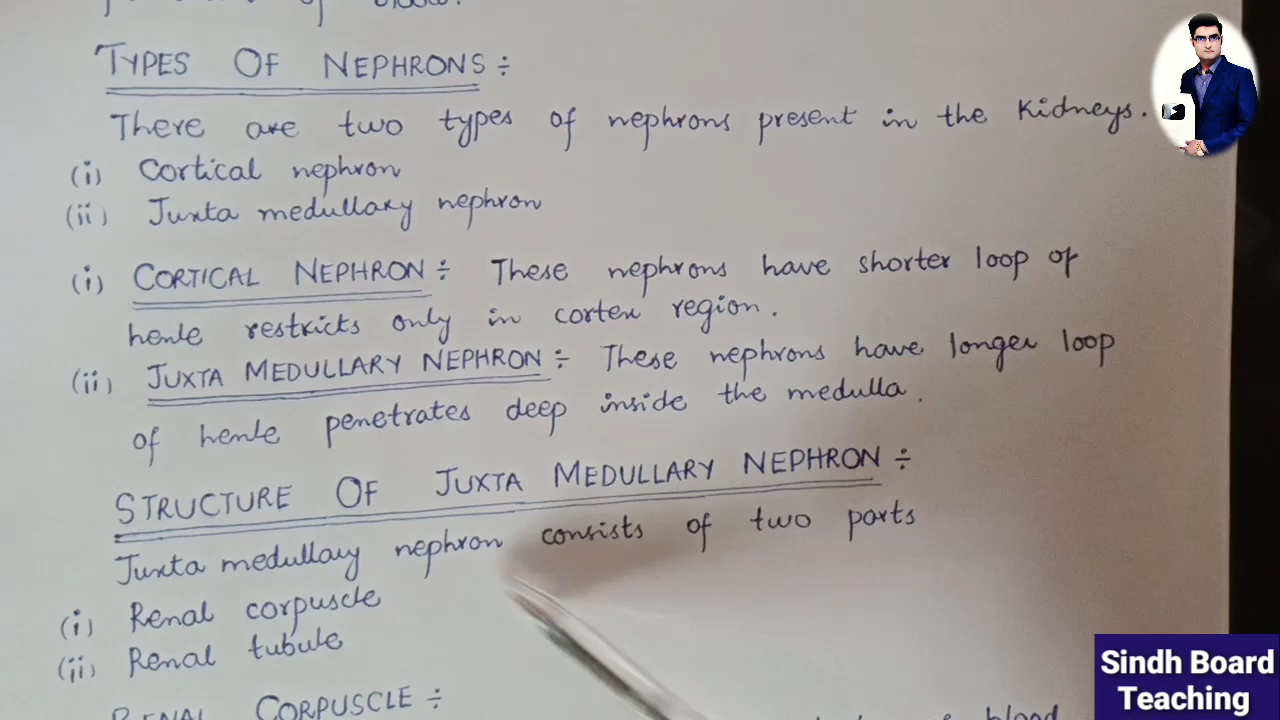 TYPES OF NEPHRONS ÷
There are two types of nephrons present in the Kidneys.
(i) Cortical nephron
(ii) Juxta medullary nephron
(i) CORTICAL NEPHRON ÷ These nephrons have shorter loop of
henle restricts only in cortex region.
(ii) JUXTA MEDULLARY NEPHRON ÷ These nephrons have longer loop
of henle penetrates deep inside the medulla.
STRUCTURE OF JUXTA MEDULLARY NEPHRON ÷
Juxta medullary nephron consists of two parts
(i) Renal corpuscle
(ii) Renal tubule
RENAL CORPUSCLE ÷
blood
Sindh Board
Teaching